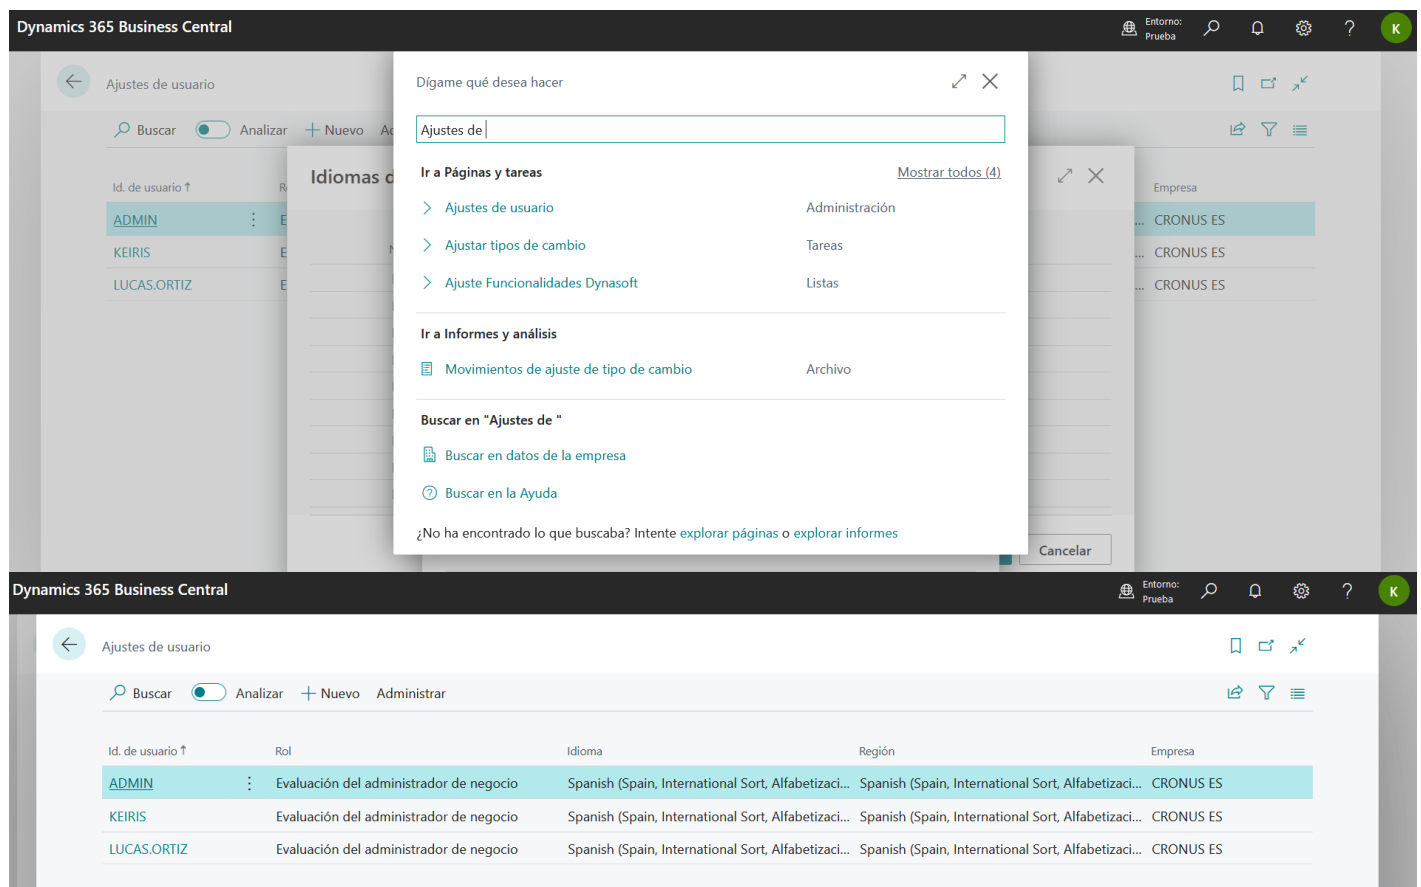 Dynamics 365 Business Central
Entorno:
Prueba
K
Ajustes de usuario
Dígame qué desea hacer
Buscar
Analizar
Nuevo
Ajustes de
Id. de usuario
Idiomas d
Ir a Páginas y tareas
Mostrar todos (4)
Empresa
ADMIN
Ajustes de usuario
Administración
... CRONUS ES
KEIRIS
Ajustar tipos de cambio
Tareas
... CRONUS ES
LUCAS.ORTIZ
Ajuste Funcionalidades Dynasoft
Listas
... CRONUS ES
Ir a Informes y análisis
Movimientos de ajuste de tipo de cambio
Archivo
Buscar en "Ajustes de "
Buscar en datos de la empresa
Buscar en la Ayuda
¿No ha encontrado lo que buscaba? Intente explorar páginas o explorar informes
Cancelar
Dynamics 365 Business Central
Entorno:
Prueba
K
Ajustes de usuario
Buscar
Analizar
Nuevo
Administrar
Id. de usuario
Rol
Idioma
Región
Empresa
ADMIN
Evaluación del administrador de negocio
Spanish (Spain, International Sort, Alfabetizaci...
Spanish (Spain, International Sort, Alfabetizaci...
CRONUS ES
KEIRIS
Evaluación del administrador de negocio
Spanish (Spain, International Sort, Alfabetizaci...
Spanish (Spain, International Sort, Alfabetizaci...
CRONUS ES
LUCAS.ORTIZ
Evaluación del administrador de negocio
Spanish (Spain, International Sort, Alfabetizaci...
Spanish (Spain, International Sort, Alfabetizaci...
CRONUS ES